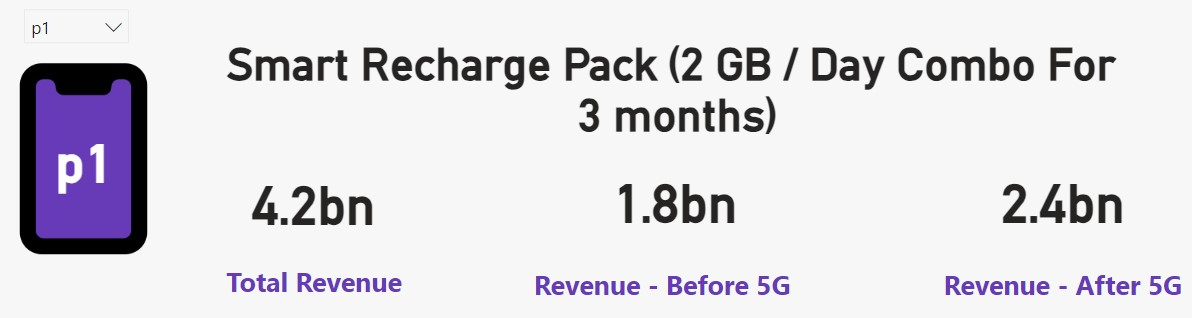 p1
Smart Recharge Pack (2 GB / Day Combo For
3 months)
p1
4.2bn 1.8bn 2.4bn
Total Revenue Revenue - Before 5G Revenue - After 5G